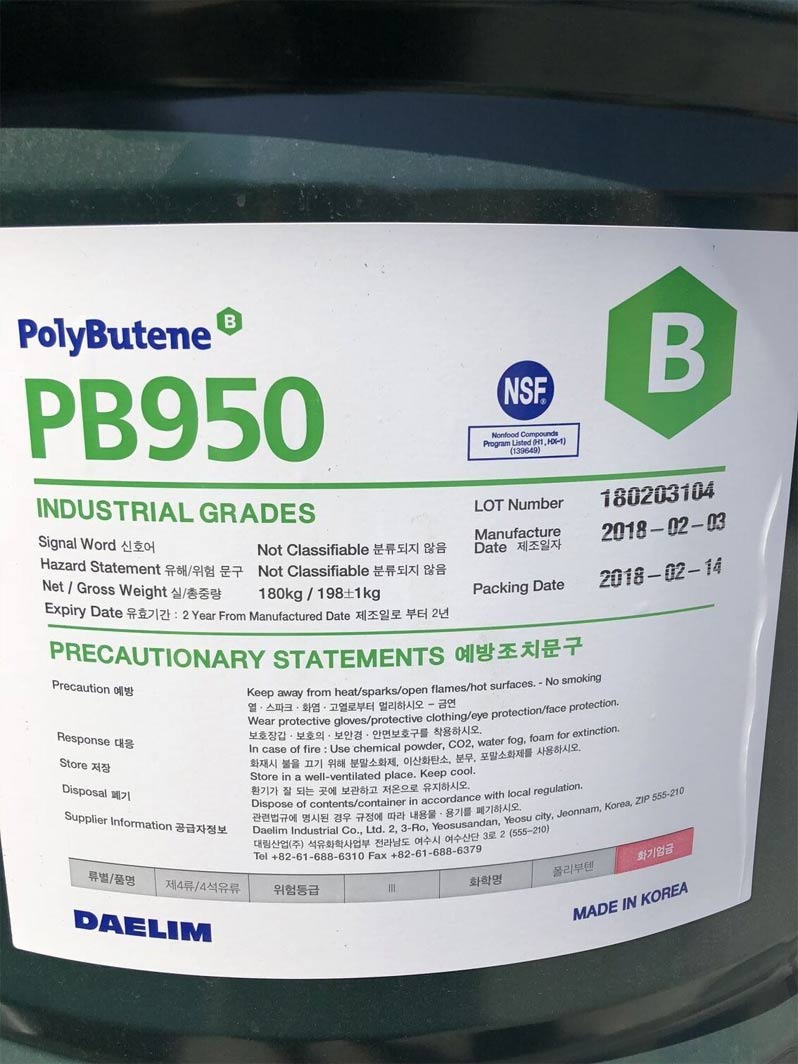 PolyButene B
B
PB950
NSF
Nonfood Compounds
Program Listed (H1, HX-1)
(139649)
INDUSTRIAL GRADES
Signal Word 신호어 Not Classifiable 분류되지 않음
Hazard Statement 유해/위험 문구 Not Classifiable 분류되지 않음
Net / Gross Weight 실/총중량 180kg / 198±1kg
Expiry Date 유효기간 : 2 Year From Manufactured Date 제조일로 부터 2년
LOT Number 180203104
Manufacture Date 제조일자 2018-02-03
Packing Date 2018-02-14
PRECAUTIONARY STATEMENTS 예방조치문구
Precaution 예방 Keep away from heat/sparks/open flames/hot surfaces. - No smoking
열 · 스파크 · 화염 · 고열로부터 멀리하시오 - 금연
Wear protective gloves/protective clothing/eye protection/face protection.
보호장갑 · 보호의 · 보안경 · 안면보호구를 착용하시오.
Response 대응 In case of fire : Use chemical powder, CO2, water fog, foam for extinction.
화재시 불을 끄기 위해 분말소화제, 이산화탄소, 분무, 포말소화제를 사용하시오.
Store 저장 Store in a well-ventilated place. Keep cool.
환기가 잘 되는 곳에 보관하고 저온으로 유지하시오.
Disposal 폐기 Dispose of contents/container in accordance with local regulation.
관련법규에 명시된 경우 규정에 따라 내용물 · 용기를 폐기하시오.
Supplier Information 공급자정보 Daelim Industrial Co., Ltd. 2, 3-Ro, Yeosusandan, Yeosu city, Jeonnam, Korea, ZIP 555-210
대림산업(주) 석유화학사업부 전라남도 여수시 여수산단 3로 2 (555-210)
Tel +82-61-688-6310 Fax +82-61-688-6379
류별/품명 제4류/4석유류 위험등급 III 화학명 폴리부텐 화기엄금
DAELIM
MADE IN KOREA